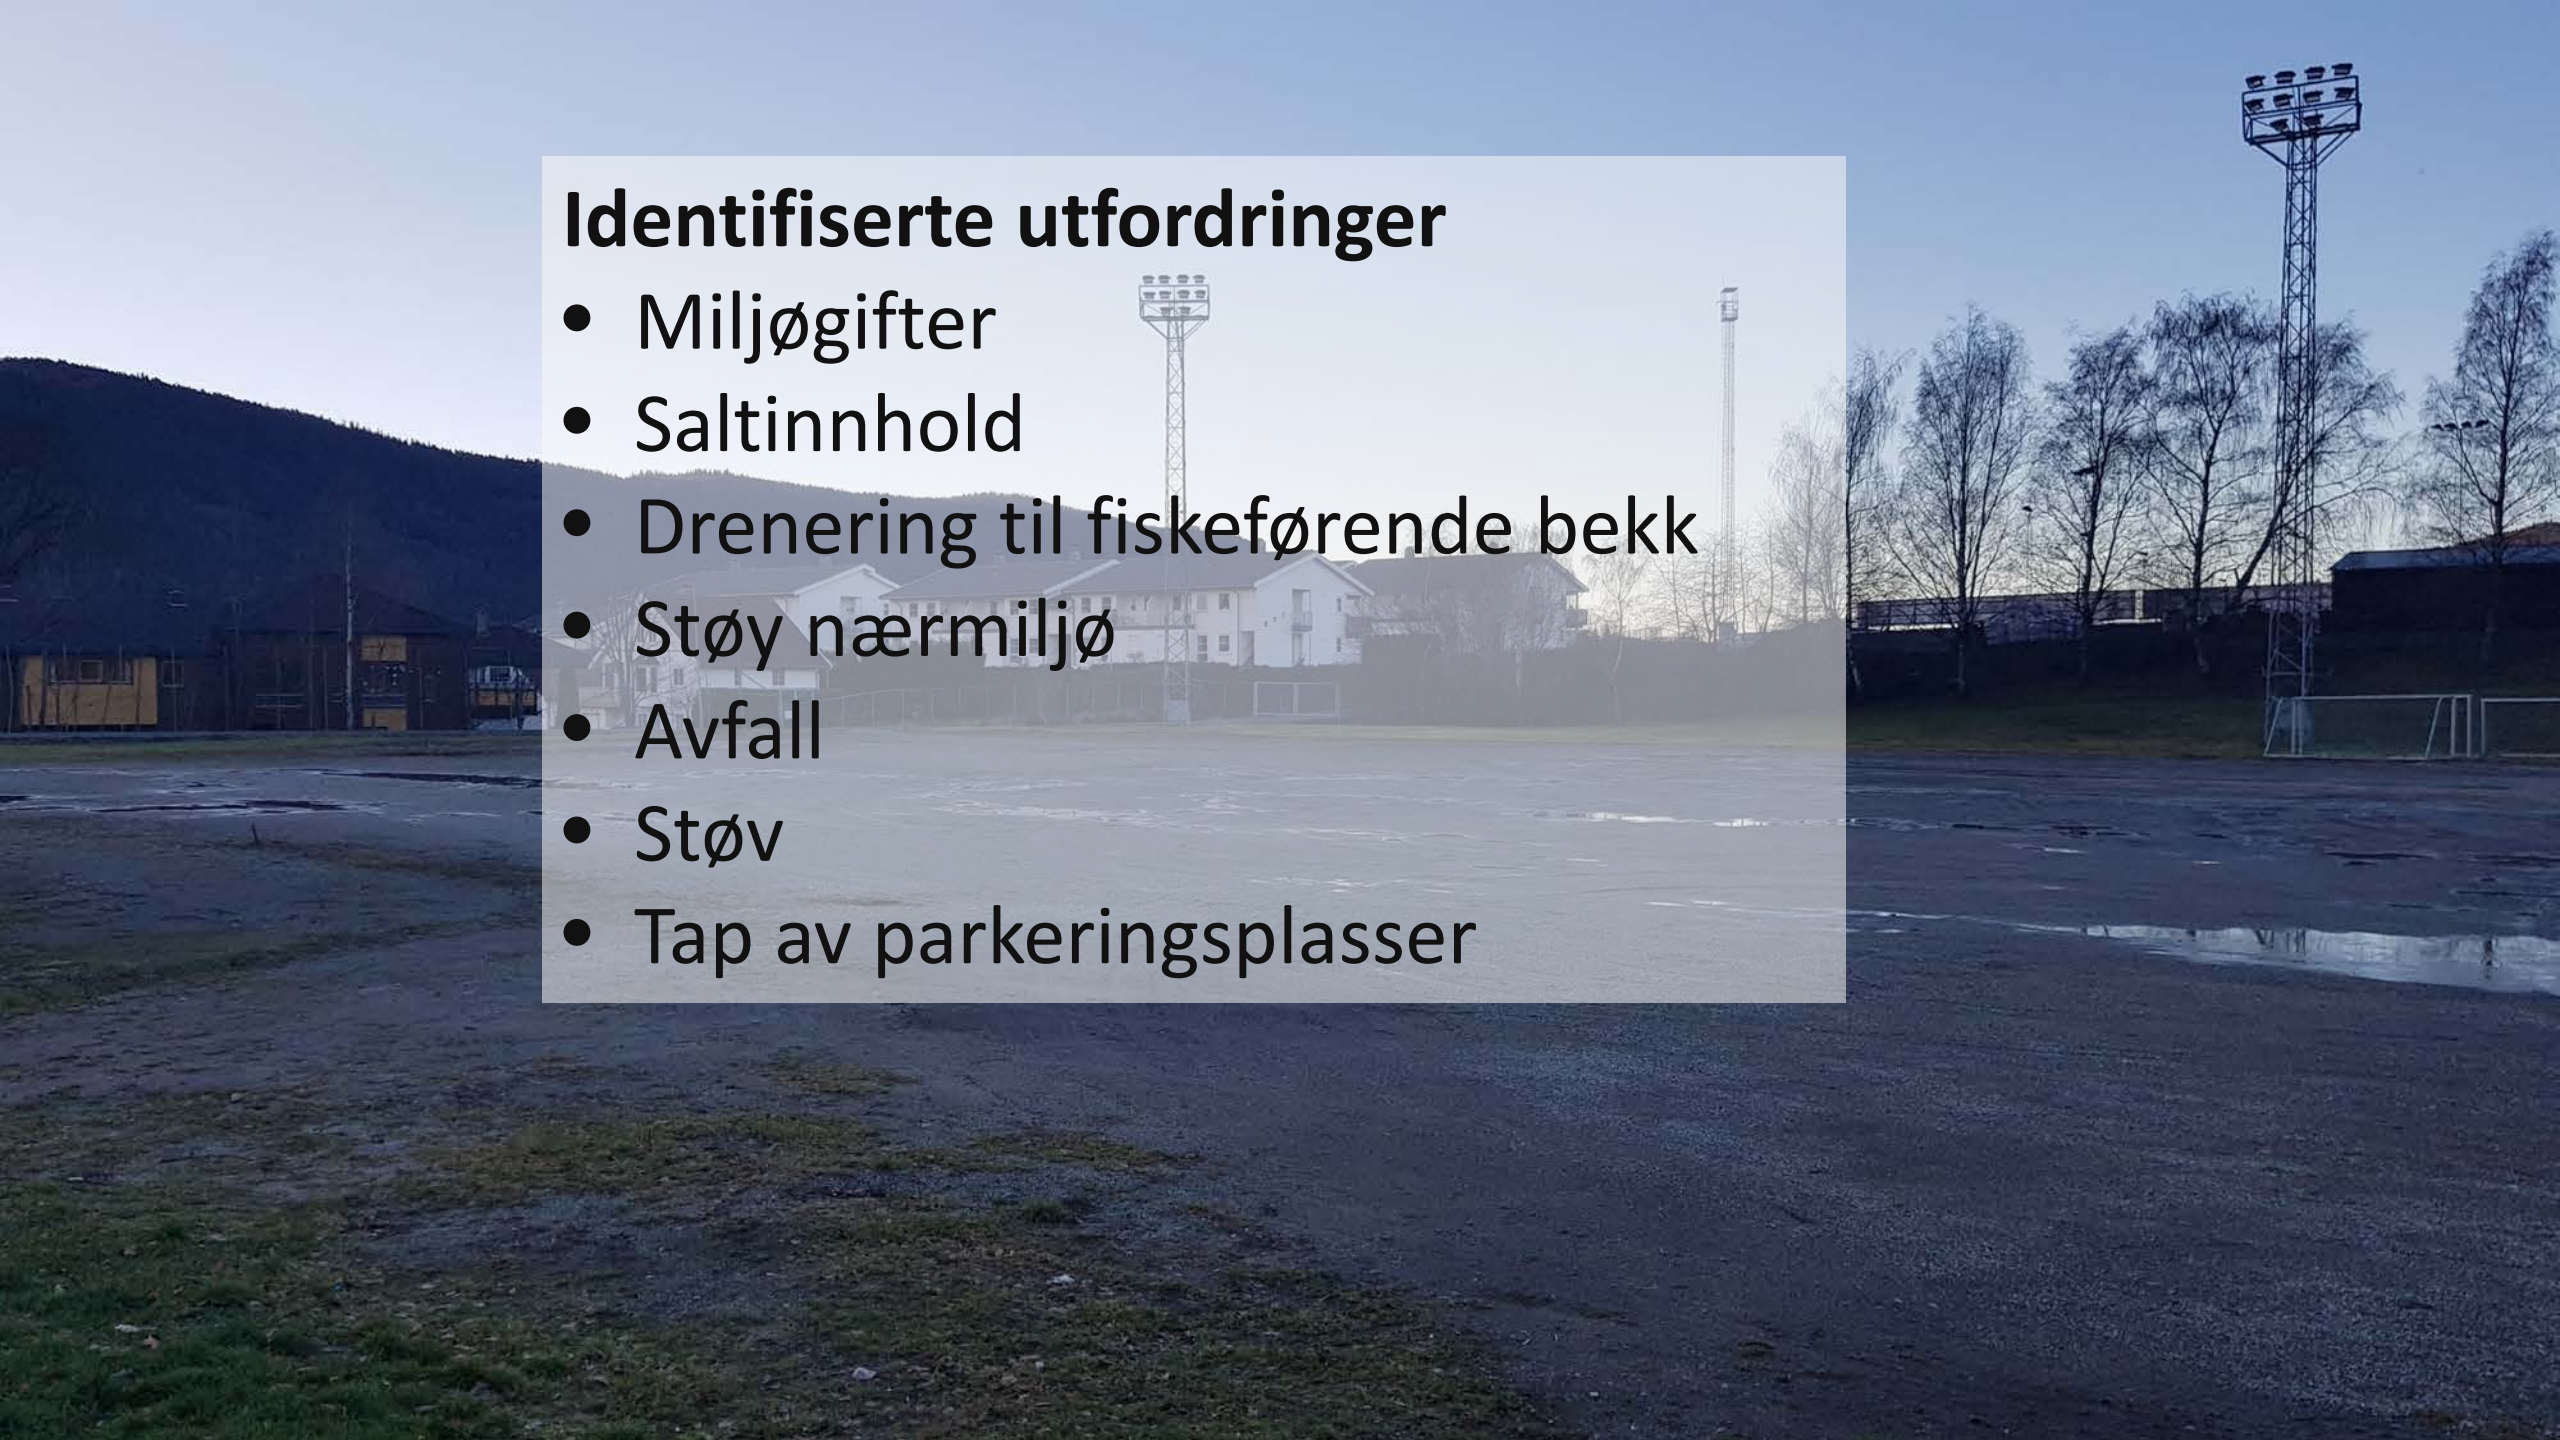 Identifiserte utfordringer
• Miljøgifter
• Saltinnhold
• Drenering til fiskeførende bekk
• Støy nærmiljø
• Avfall
• Støv
• Tap av parkeringsplasser